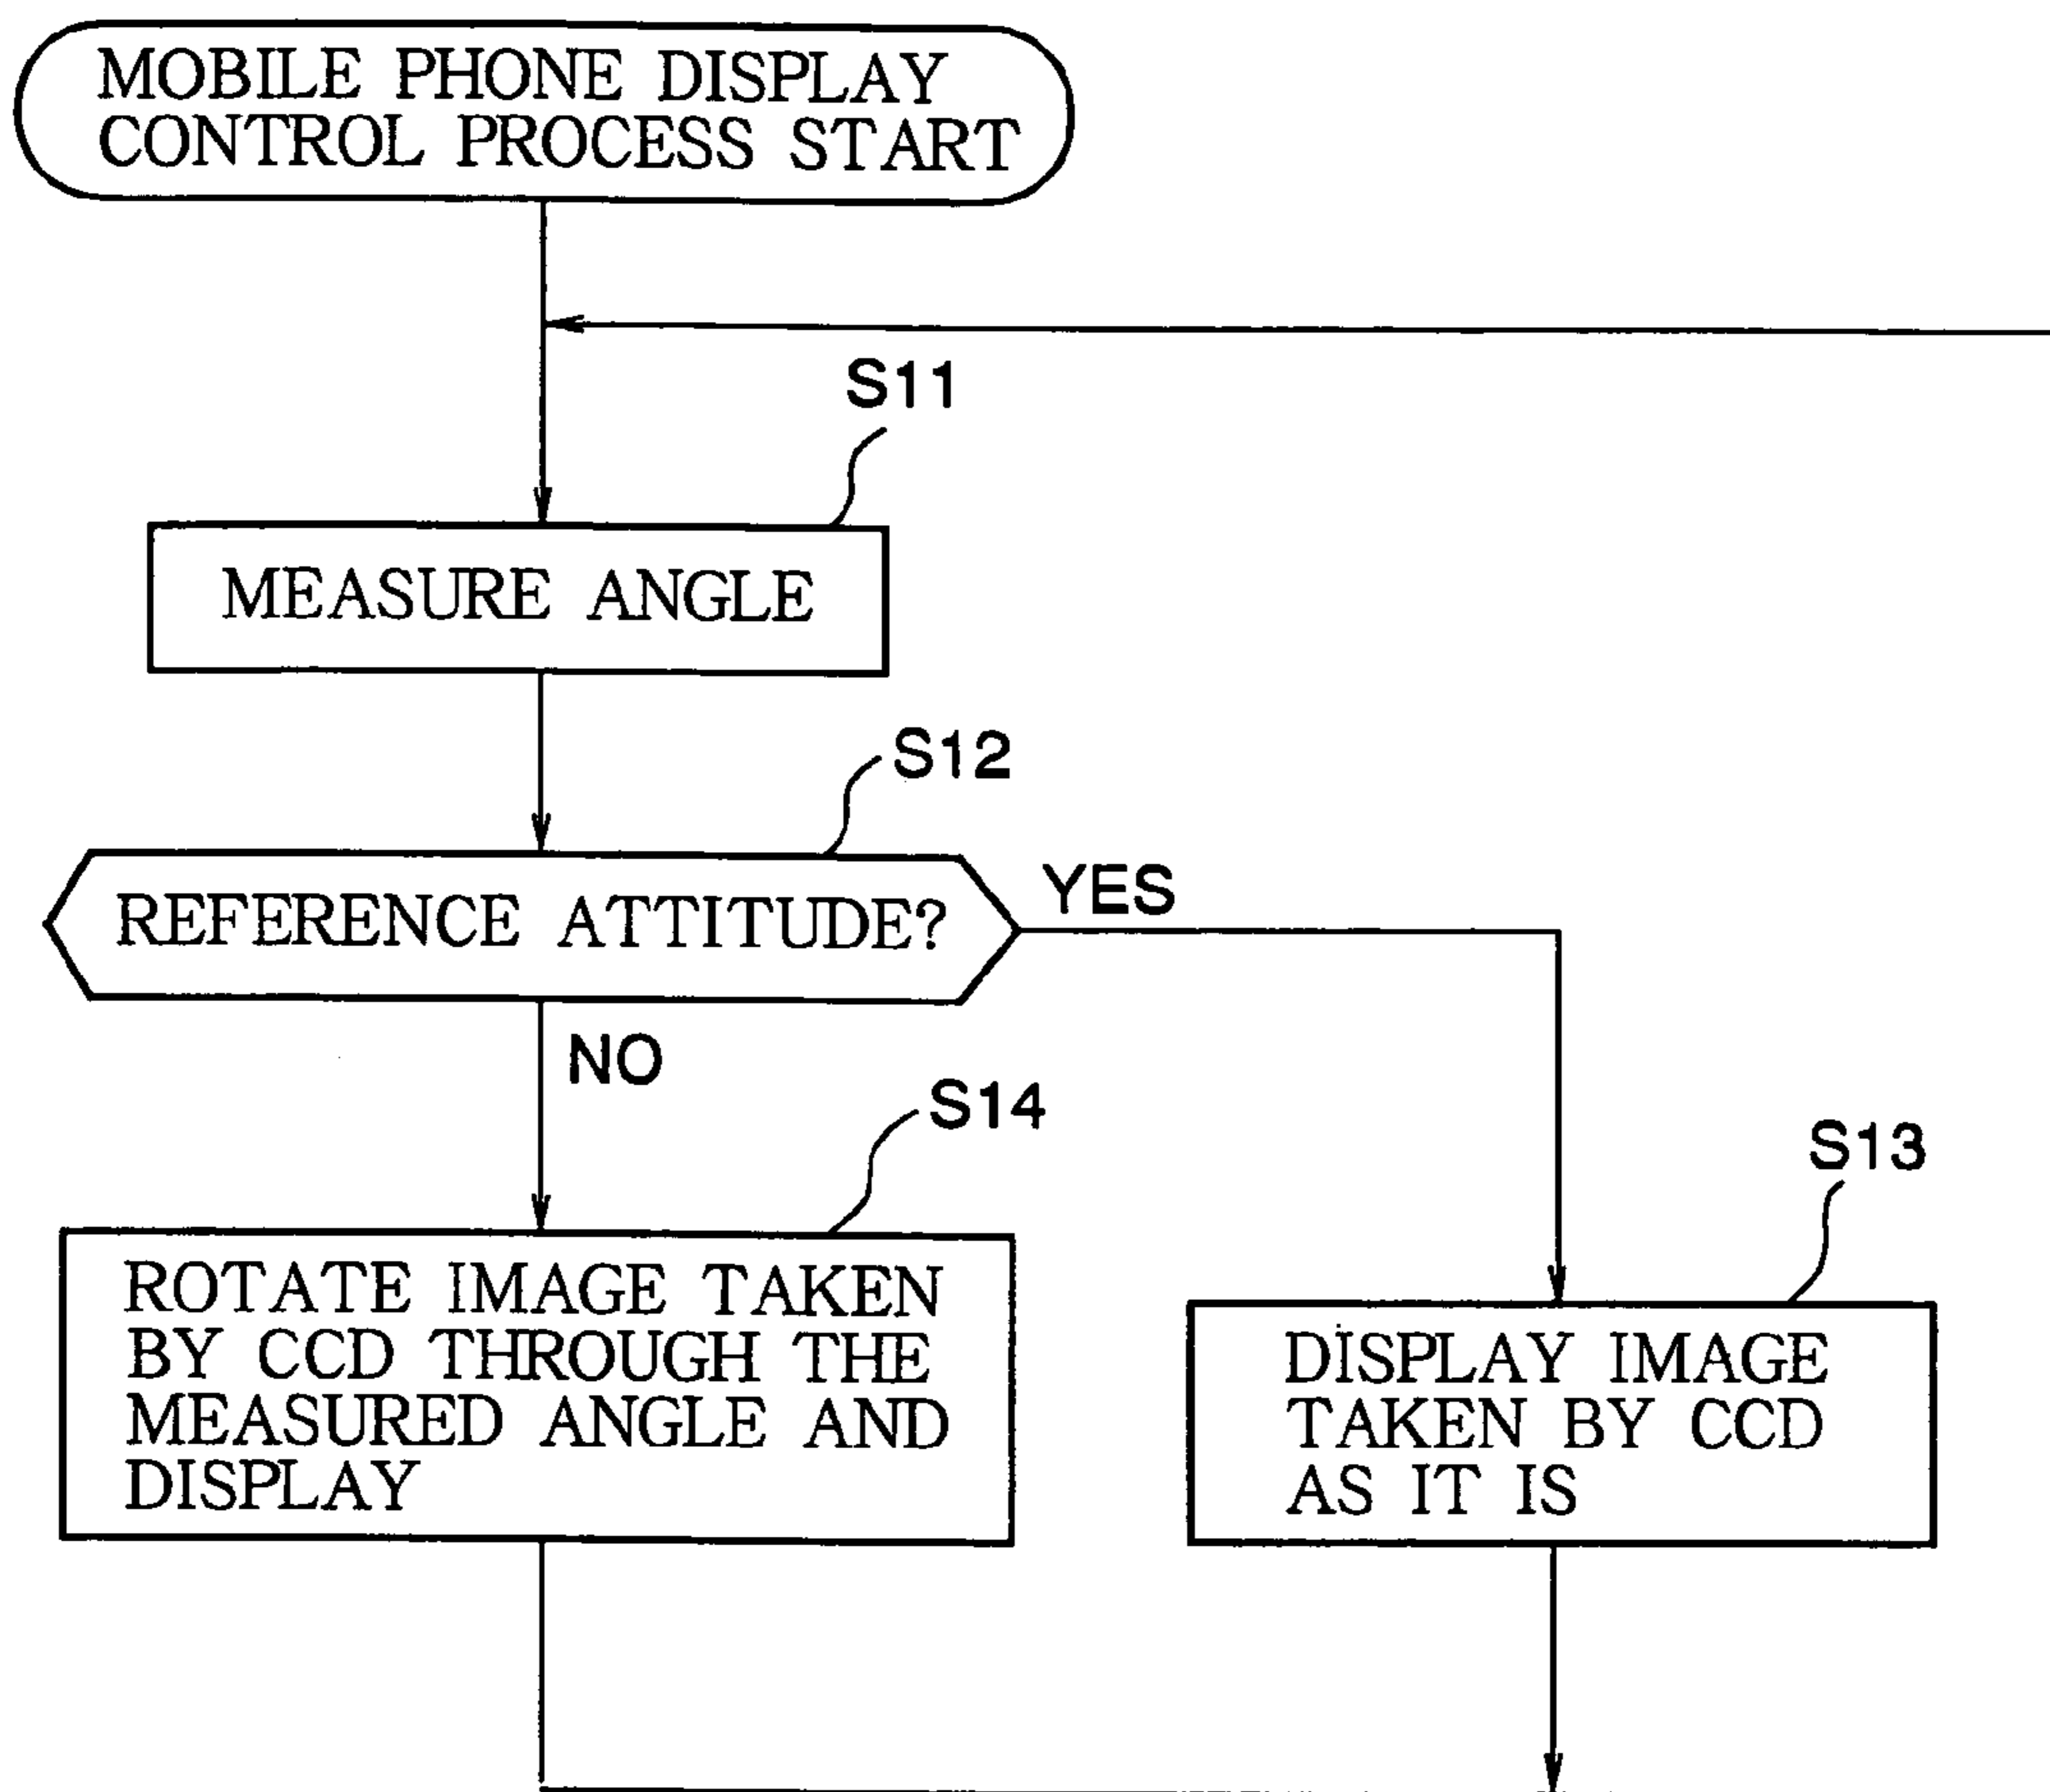 MOBILE PHONE DISPLAY
CONTROL PROCESS START
S11
MEASURE ANGLE
S12
REFERENCE ATTITUDE?
YES
NO
S14
ROTATE IMAGE TAKEN
BY CCD THROUGH THE
MEASURED ANGLE AND
DISPLAY
S13
DISPLAY IMAGE
TAKEN BY CCD
AS IT IS